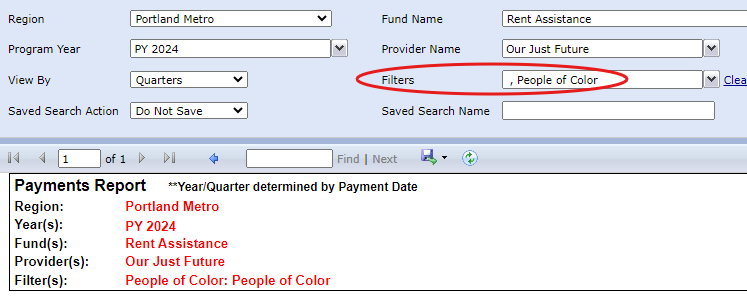 Region Portland Metro Fund Name Rent Assistance
Program Year PY 2024 Provider Name Our Just Future
View By Quarters Filters , People of Color Clea
Saved Search Action Do Not Save Saved Search Name
1 of 1 Find | Next
Payments Report **Year/Quarter determined by Payment Date
Region: Portland Metro
Year(s): PY 2024
Fund(s): Rent Assistance
Provider(s): Our Just Future
Filter(s): People of Color: People of Color